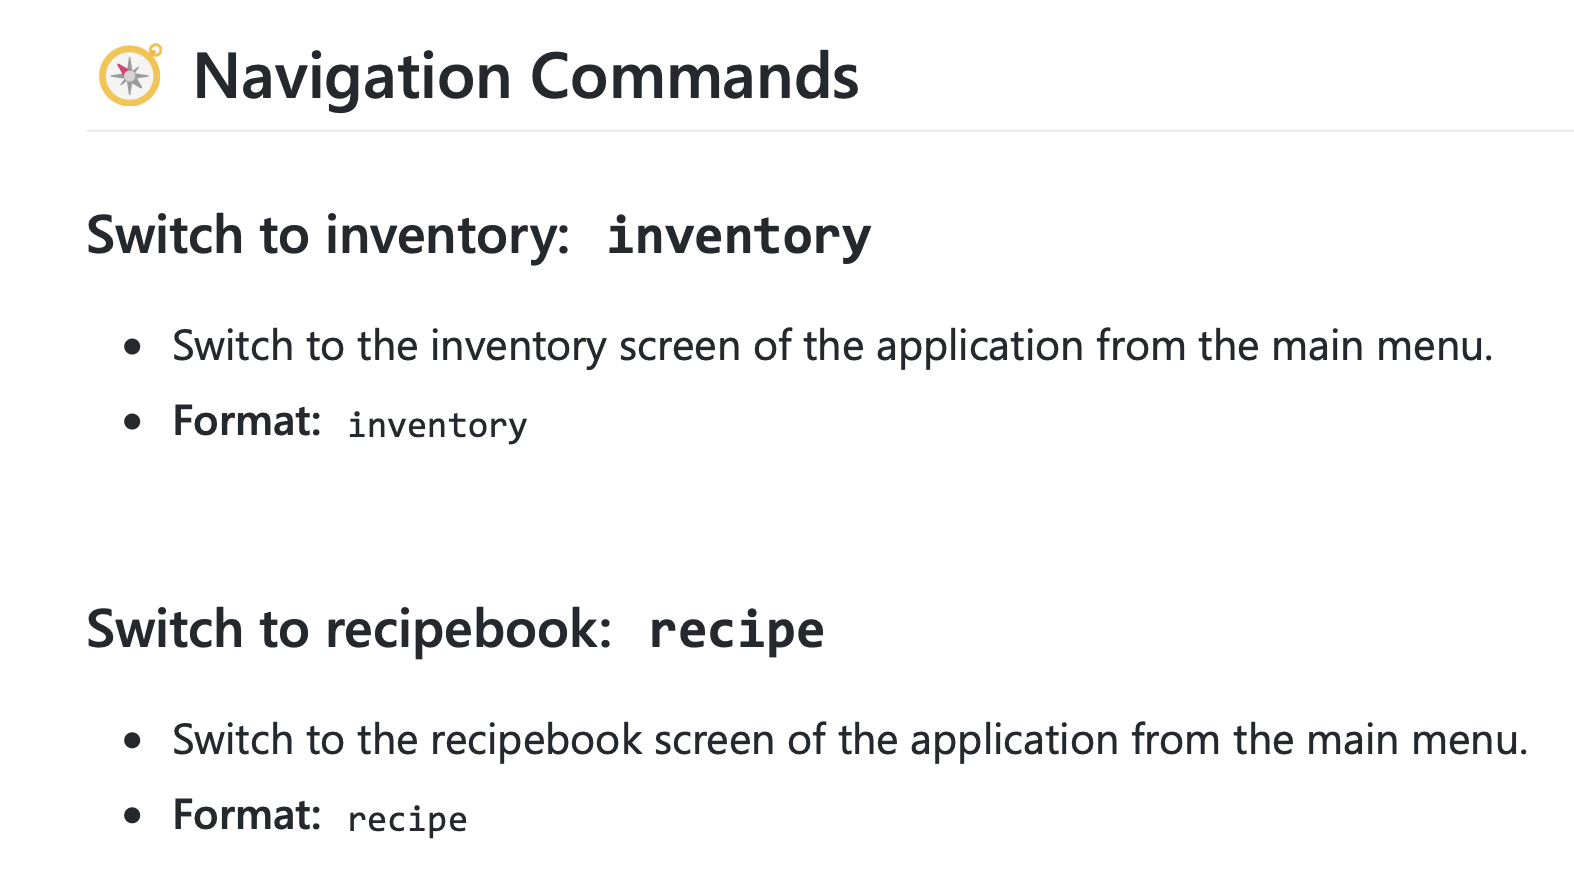 Navigation Commands
Switch to inventory: inventory
Switch to the inventory screen of the application from the main menu.
Format: inventory
Switch to recipebook: recipe
Switch to the recipebook screen of the application from the main menu.
Format: recipe